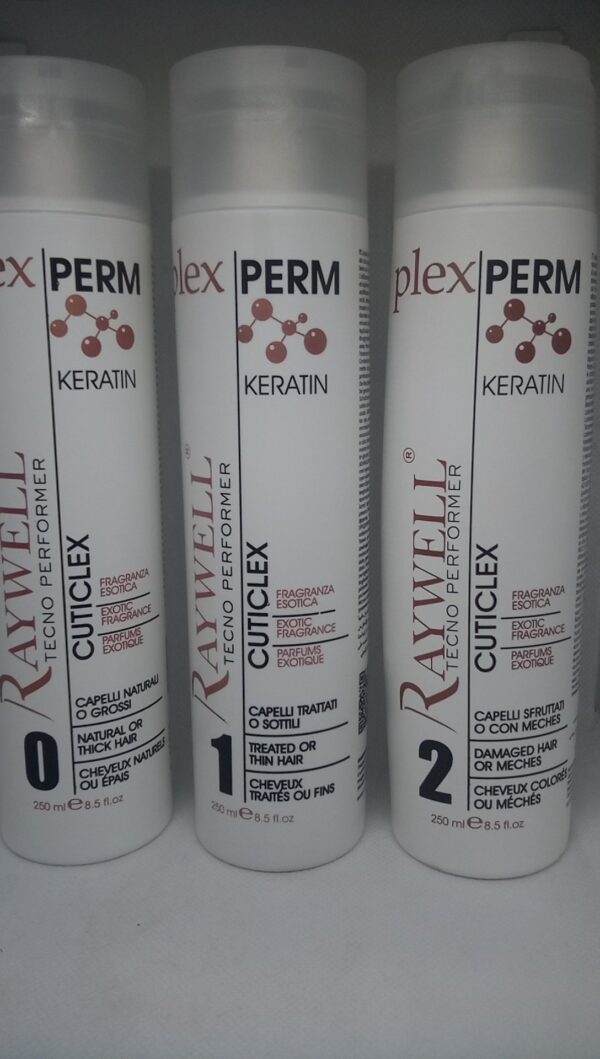 ex PERM
KERATIN
RAYWELL
TECNO PERFORMER
CUTICLEX
FRAGRANZA
ESOTICA
EXOTIC
FRAGRANCE
PARFUMS
EXOTIQUE
0
CAPELLI NATURALI
O GROSSI
NATURAL OR
THICK HAIR
CHEVEUX NATURELS
OU ÉPAIS
250 ml e 8.5 fl.oz
plex PERM
KERATIN
RAYWELL®
TECNO PERFORMER
CUTICLEX
FRAGRANZA
ESOTICA
EXOTIC
FRAGRANCE
PARFUMS
EXOTIQUE
1
CAPELLI TRATTATI
O SOTTILI
TREATED OR
THIN HAIR
CHEVEUX
TRAITÉS OU FINS
250 ml e 8.5 fl.oz
plex PERM
KERATIN
RAYWELL®
TECNO PERFORMER
CUTICLEX
FRAGRANZA
ESOTICA
EXOTIC
FRAGRANCE
PARFUMS
EXOTIQUE
2
CAPELLI SFRUTTATI
O CON MECHES
DAMAGED HAIR
OR MECHES
CHEVEUX COLORÉS
OU MÉCHÉS
250 ml e 8.5 fl.oz